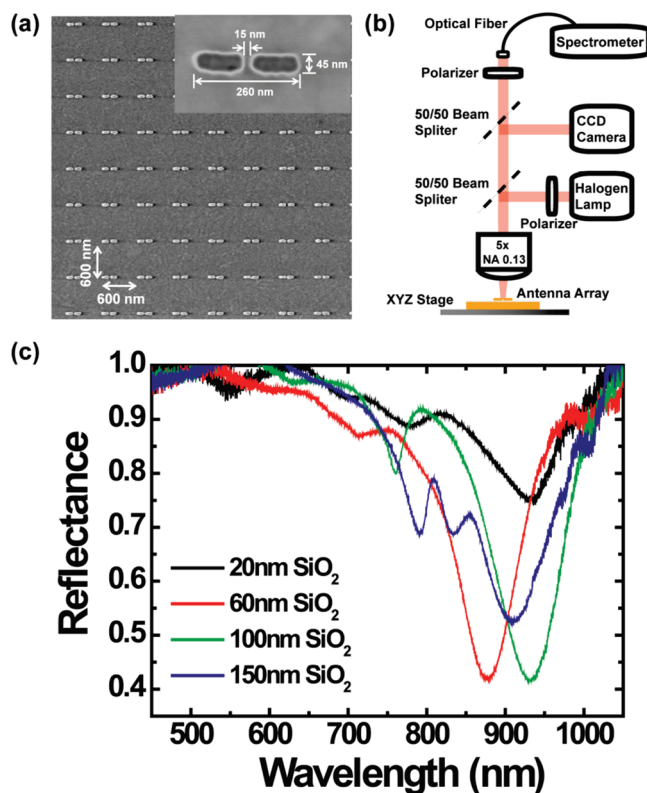 (a)
15 nm
45 nm
260 nm
600 nm
600 nm
(b)
Optical Fiber
Spectrometer
Polarizer
50/50 Beam
Spliter
CCD
Camera
50/50 Beam
Spliter
Halogen
Lamp
Polarizer
5x
NA 0.13
XYZ Stage
Antenna Array
(c)
1.0
0.9
0.8
0.7
0.6
0.5
0.4
Reflectance
20nm SiO₂
60nm SiO₂
100nm SiO₂
150nm SiO₂
500 600 700 800 900 1000
Wavelength (nm)